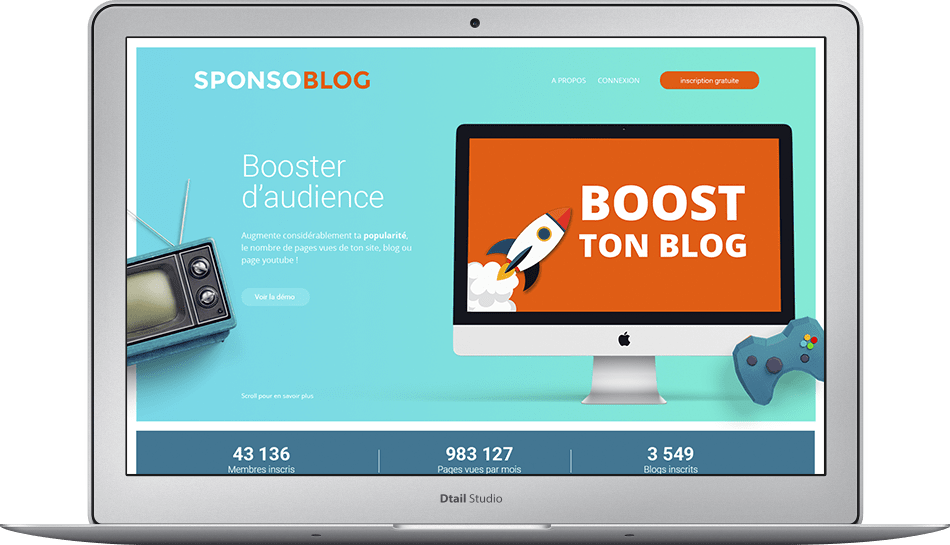 SPONSOBLOG
A PROPOS
CONNEXION
inscription gratuite
Booster
d'audience
Augmente considérablement ta popularité,
le nombre de pages vues de ton site, blog ou
page youtube !
Voir la démo
BOOST
TON BLOG
Scroll pour en savoir plus
43 136
Membres inscris
983 127
Pages vues par mois
3 549
Blogs inscrits
Dtail Studio